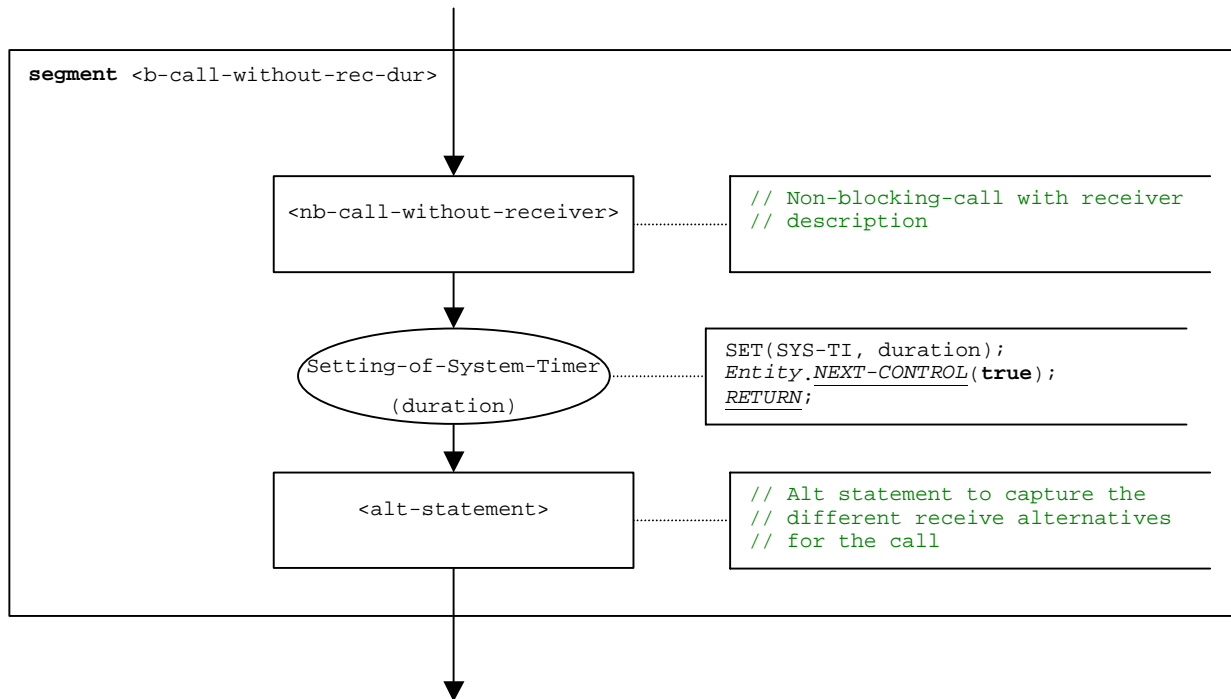 segment <b-call-without-rec-dur>
<nb-call-without-receiver>
// Non-blocking-call with receiver
// description
Setting-of-System-Timer
(duration)
SET(SYS-TI, duration);
Entity.NEXT-CONTROL(true);
RETURN;
<alt-statement>
// Alt statement to capture the
// different receive alternatives
// for the call